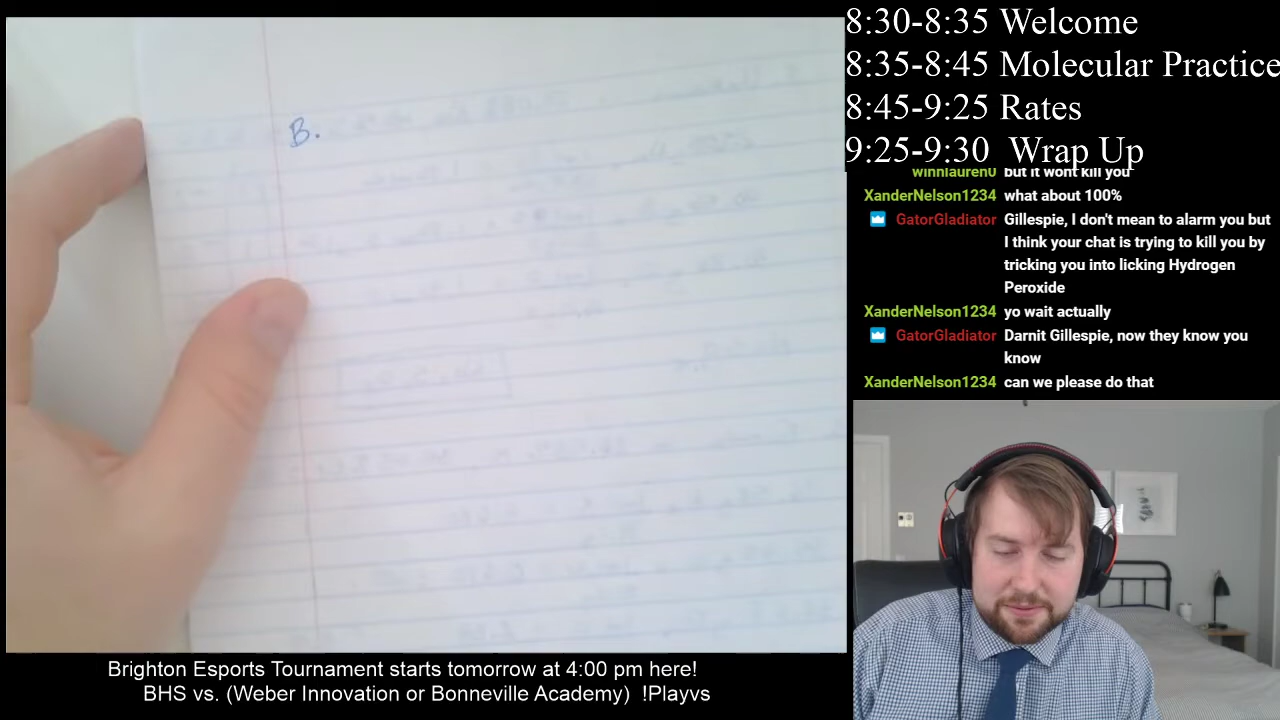 B.
8:30-8:35 Welcome
8:35-8:45 Molecular Practice
8:45-9:25 Rates
9:25-9:30 Wrap Up
winnlauren0 but it wont kill you
XanderNelson1234 what about 100%
GatorGladiator Gillespie, I don't mean to alarm you but
I think your chat is trying to kill you by
tricking you into licking Hydrogen
Peroxide
XanderNelson1234 yo wait actually
GatorGladiator Darnit Gillespie, now they know you
know
XanderNelson1234 can we please do that
Brighton Esports Tournament starts tomorrow at 4:00 pm here!
BHS vs. (Weber Innovation or Bonneville Academy) !Playvs